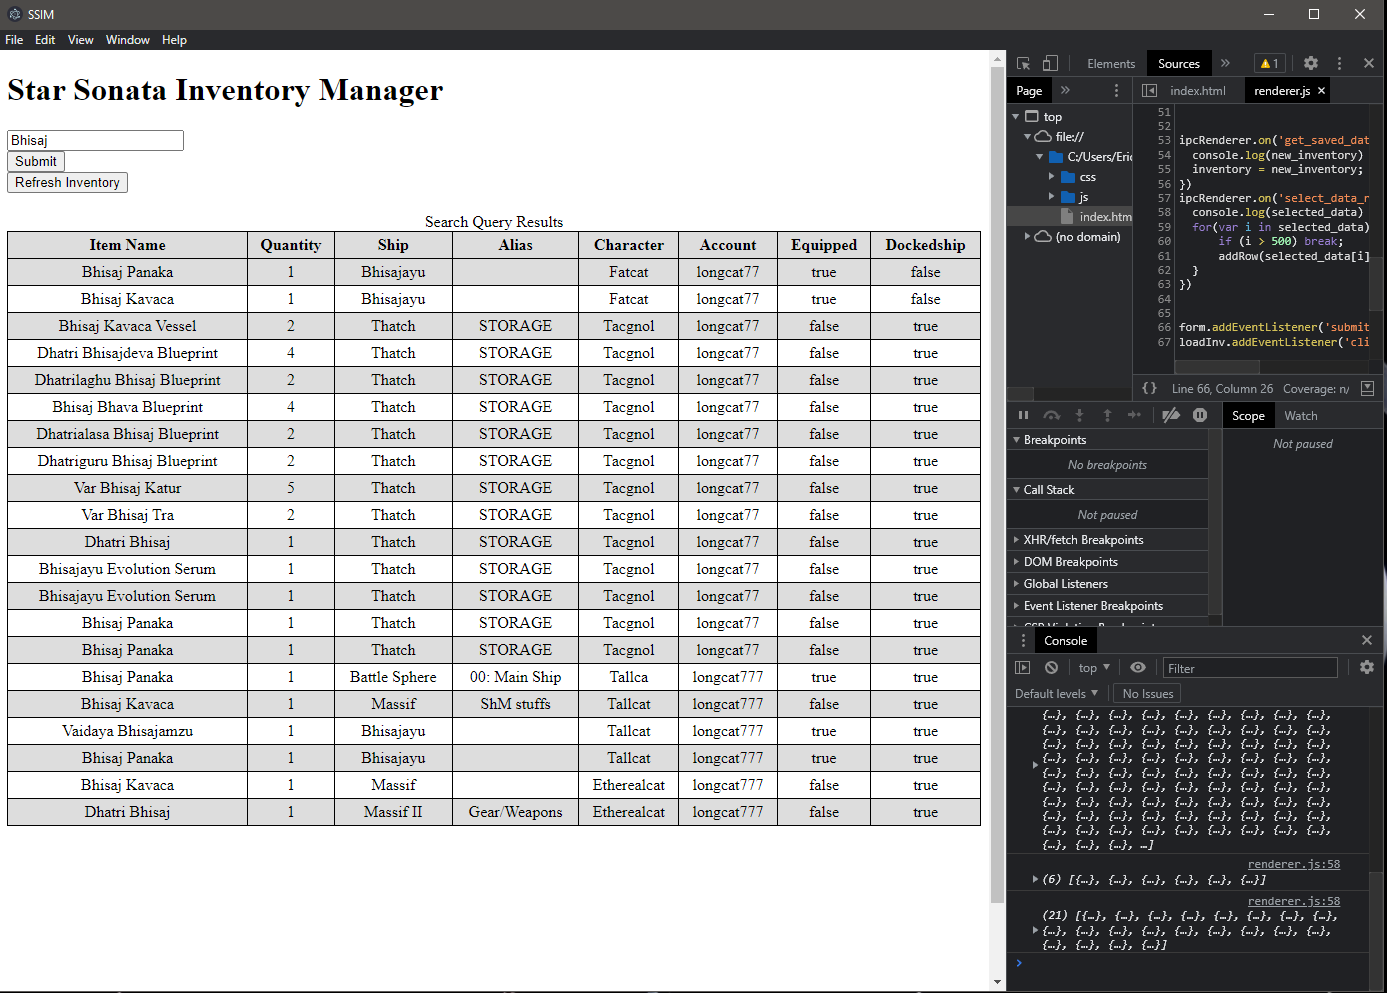 SSIM
File Edit View Window Help
Star Sonata Inventory Manager
Bhisaj
Submit
Refresh Inventory
Search Query Results
Item Name Quantity Ship Alias Character Account Equipped Dockedship
Bhisaj Panaka 1 Bhisajayu Fatcat longcat77 true false
Bhisaj Kavaca 1 Bhisajayu Fatcat longcat77 true false
Bhisaj Kavaca Vessel 2 Thatch STORAGE Tacgnol longcat77 false true
Dhatri Bhisajdeva Blueprint 4 Thatch STORAGE Tacgnol longcat77 false true
Dhatrilaghu Bhisaj Blueprint 2 Thatch STORAGE Tacgnol longcat77 false true
Bhisaj Bhava Blueprint 4 Thatch STORAGE Tacgnol longcat77 false true
Dhatrialasa Bhisaj Blueprint 2 Thatch STORAGE Tacgnol longcat77 false true
Dhatriguru Bhisaj Blueprint 2 Thatch STORAGE Tacgnol longcat77 false true
Var Bhisaj Katur 5 Thatch STORAGE Tacgnol longcat77 false true
Var Bhisaj Tra 2 Thatch STORAGE Tacgnol longcat77 false true
Dhatri Bhisaj 1 Thatch STORAGE Tacgnol longcat77 false true
Bhisajayu Evolution Serum 1 Thatch STORAGE Tacgnol longcat77 false true
Bhisajayu Evolution Serum 1 Thatch STORAGE Tacgnol longcat77 false true
Bhisaj Panaka 1 Thatch STORAGE Tacgnol longcat77 false true
Bhisaj Panaka 1 Thatch STORAGE Tacgnol longcat77 false true
Bhisaj Panaka 1 Battle Sphere 00: Main Ship Tallca longcat777 true true
Bhisaj Kavaca 1 Massif ShM stuffs Tallcat longcat777 false true
Vaidaya Bhisajamzu 1 Bhisajayu Tallcat longcat777 true true
Bhisaj Panaka 1 Bhisajayu Tallcat longcat777 true true
Bhisaj Kavaca 1 Massif Etherealcat longcat777 false true
Dhatri Bhisaj 1 Massif II Gear/Weapons Etherealcat longcat777 false true
Elements Sources » 1
Page »
top
file://
C:/Users/Eric
css
js
index.htm
(no domain)
index.html renderer.js ×
51
52
53 ipcRenderer.on('get_saved_dat
54 console.log(new_inventory)
55 inventory = new_inventory;
56 })
57 ipcRenderer.on('select_data_r
58 console.log(selected_data)
59 for(var i in selected_data)
60 if (i > 500) break;
61 addRow(selected_data[i]
62 }
63 })
64
65
66 form.addEventListener('submit
67 loadInv.addEventListener('cli
{} Line 66, Column 26 Coverage: n/
Breakpoints
No breakpoints
Call Stack
Not paused
XHR/fetch Breakpoints
DOM Breakpoints
Global Listeners
Event Listener Breakpoints
Scope Watch
Not paused
Console
top Filter
Default levels No Issues
{…}, {…}, {…}, {…}, {…}, {…}, {…}, {…}, {…},
{…}, {…}, {…}, {…}, {…}, {…}, {…}, {…}, {…},
{…}, {…}, {…}, {…}, {…}, {…}, {…}, {…}, {…},
{…}, {…}, {…}, {…}, {…}, {…}, {…}, {…}, {…},
{…}, {…}, {…}, {…}, {…}, {…}, {…}, {…}, {…},
{…}, {…}, {…}, {…}, {…}, {…}, {…}, {…}, {…},
{…}, {…}, {…}, {…}, {…}, {…}, {…}, {…}, {…},
{…}, {…}, {…}, {…}, {…}, {…}, {…}, {…}, {…},
{…}, {…}, {…}, {…}, {…}, {…}, {…}, {…}, {…},
{…}, {…}, {…}, …]
renderer.js:58
(6) [{…}, {…}, {…}, {…}, {…}, {…}]
renderer.js:58
(21) [{…}, {…}, {…}, {…}, {…}, {…}, {…}, {…},
{…}, {…}, {…}, {…}, {…}, {…}, {…}, {…}, {…},
{…}, {…}, {…}, {…}]